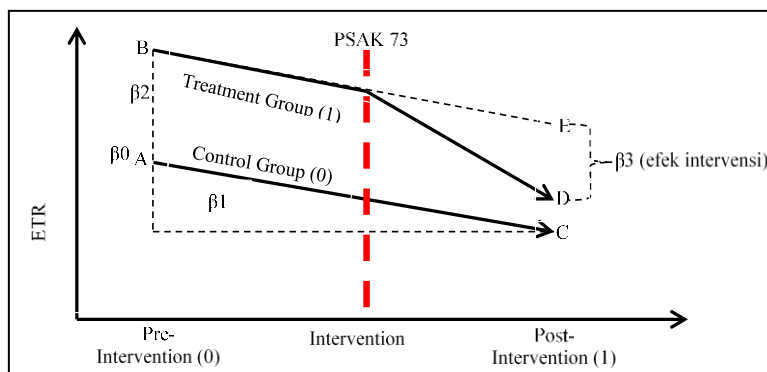 PSAK 73
B
β2
Treatment Group (1)
E
β0 A
Control Group (0)
β3 (efek intervensi)
β1
D
C
ETR
Pre-
Intervention (0)
Intervention
Post-
Intervention (1)